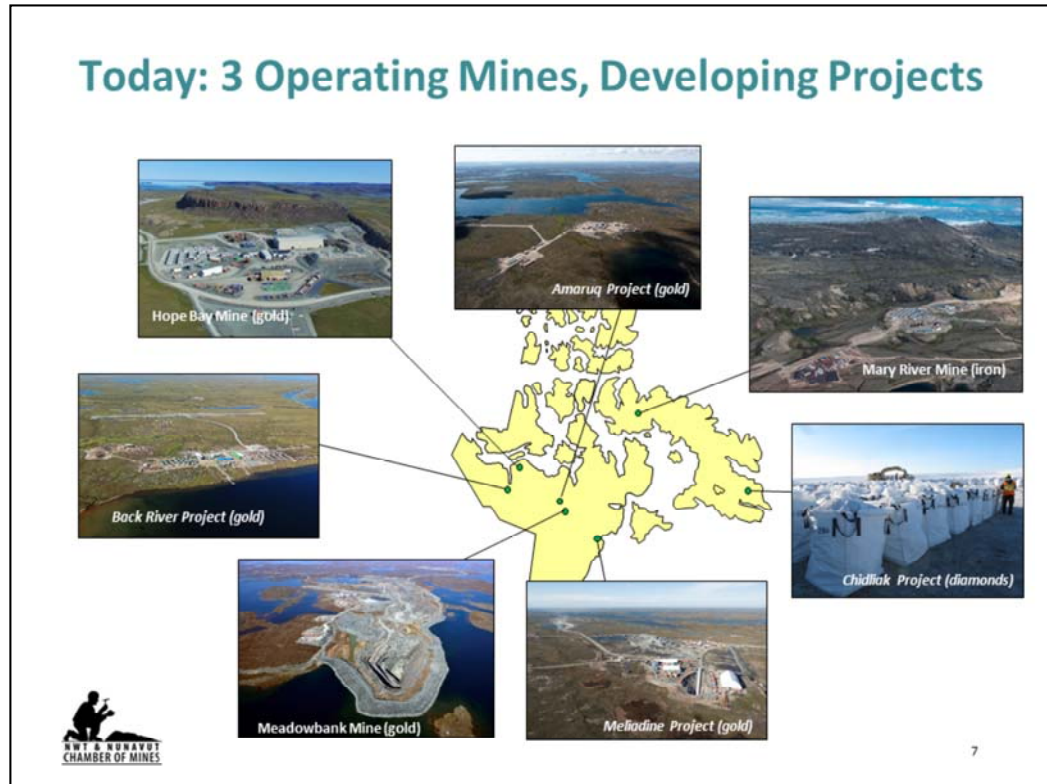 Today: 3 Operating Mines, Developing Projects
Hope Bay Mine (gold)
Amaruq Project (gold)
Mary River Mine (iron)
Back River Project (gold)
Chidliak Project (diamonds)
Meadowbank Mine (gold)
Meliadine Project (gold)
NWT & NUNAVUT
CHAMBER OF MINES
7